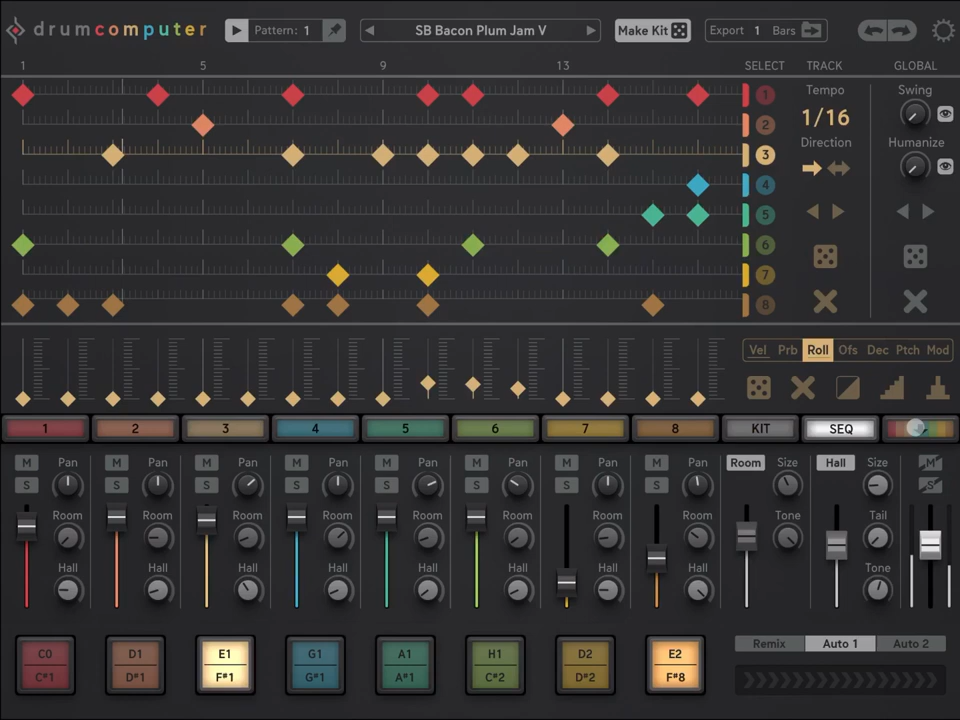 drumcomputer Pattern: 1 SB Bacon Plum Jam V Make Kit Export 1 Bars
1 5 9 13 SELECT TRACK GLOBAL
1 Tempo Swing
2 1/16
3 Direction Humanize
4
5
6
7
8
Vel Prb Roll Ofs Dec Ptch Mod
1 2 3 4 5 6 7 8 KIT SEQ
M Pan M Pan M Pan M Pan M Pan M Pan M Pan M Pan Room Size Hall Size M
S S S S S S S S S
Room Room Room Room Room Room Room Room Tone Tail
Hall Hall Hall Hall Hall Hall Hall Hall Tone
C0 D1 E1 G1 A1 H1 D2 E2 Remix Auto 1 Auto 2
C#1 D#1 F#1 G#1 A#1 C#2 D#2 F#8